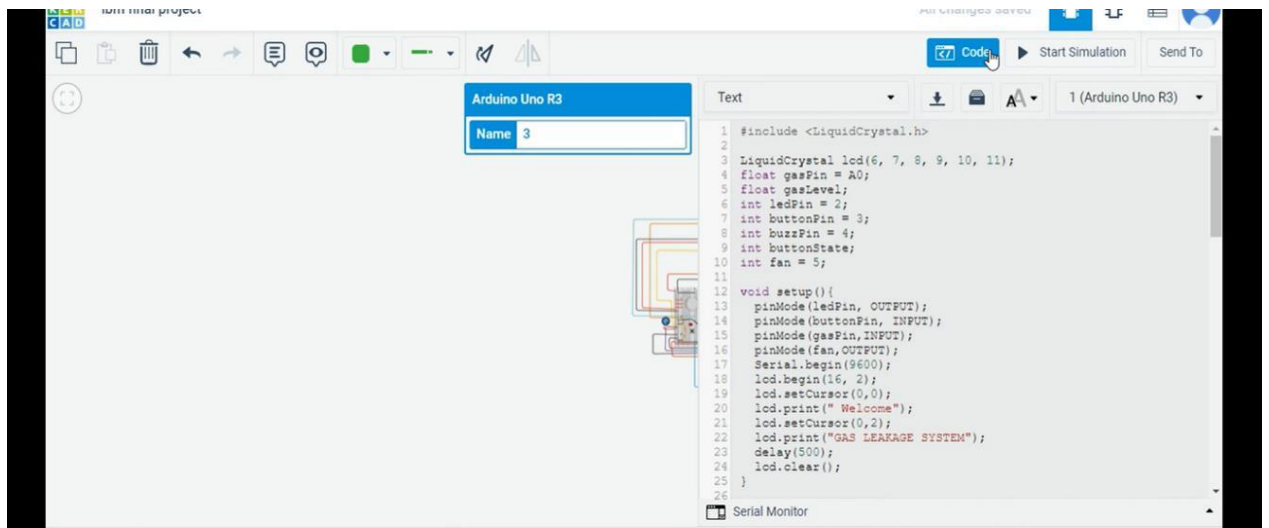 CAD
ibm final project
All changes saved
Code
Start Simulation
Send To
Arduino Uno R3
Name 3
Text
1 (Arduino Uno R3)
1 #include <LiquidCrystal.h>
2
3 LiquidCrystal lcd(6, 7, 8, 9, 10, 11);
4 float gasPin = A0;
5 float gasLevel;
6 int ledPin = 2;
7 int buttonPin = 3;
8 int buzzPin = 4;
9 int buttonState;
10 int fan = 5;
11
12 void setup(){
13 pinMode(ledPin, OUTPUT);
14 pinMode(buttonPin, INPUT);
15 pinMode(gasPin,INPUT);
16 pinMode(fan,OUTPUT);
17 Serial.begin(9600);
18 lcd.begin(16, 2);
19 lcd.setCursor(0,0);
20 lcd.print(" Welcome");
21 lcd.setCursor(0,2);
22 lcd.print("GAS LEAKAGE SYSTEM");
23 delay(500);
24 lcd.clear();
25 }
26
Serial Monitor